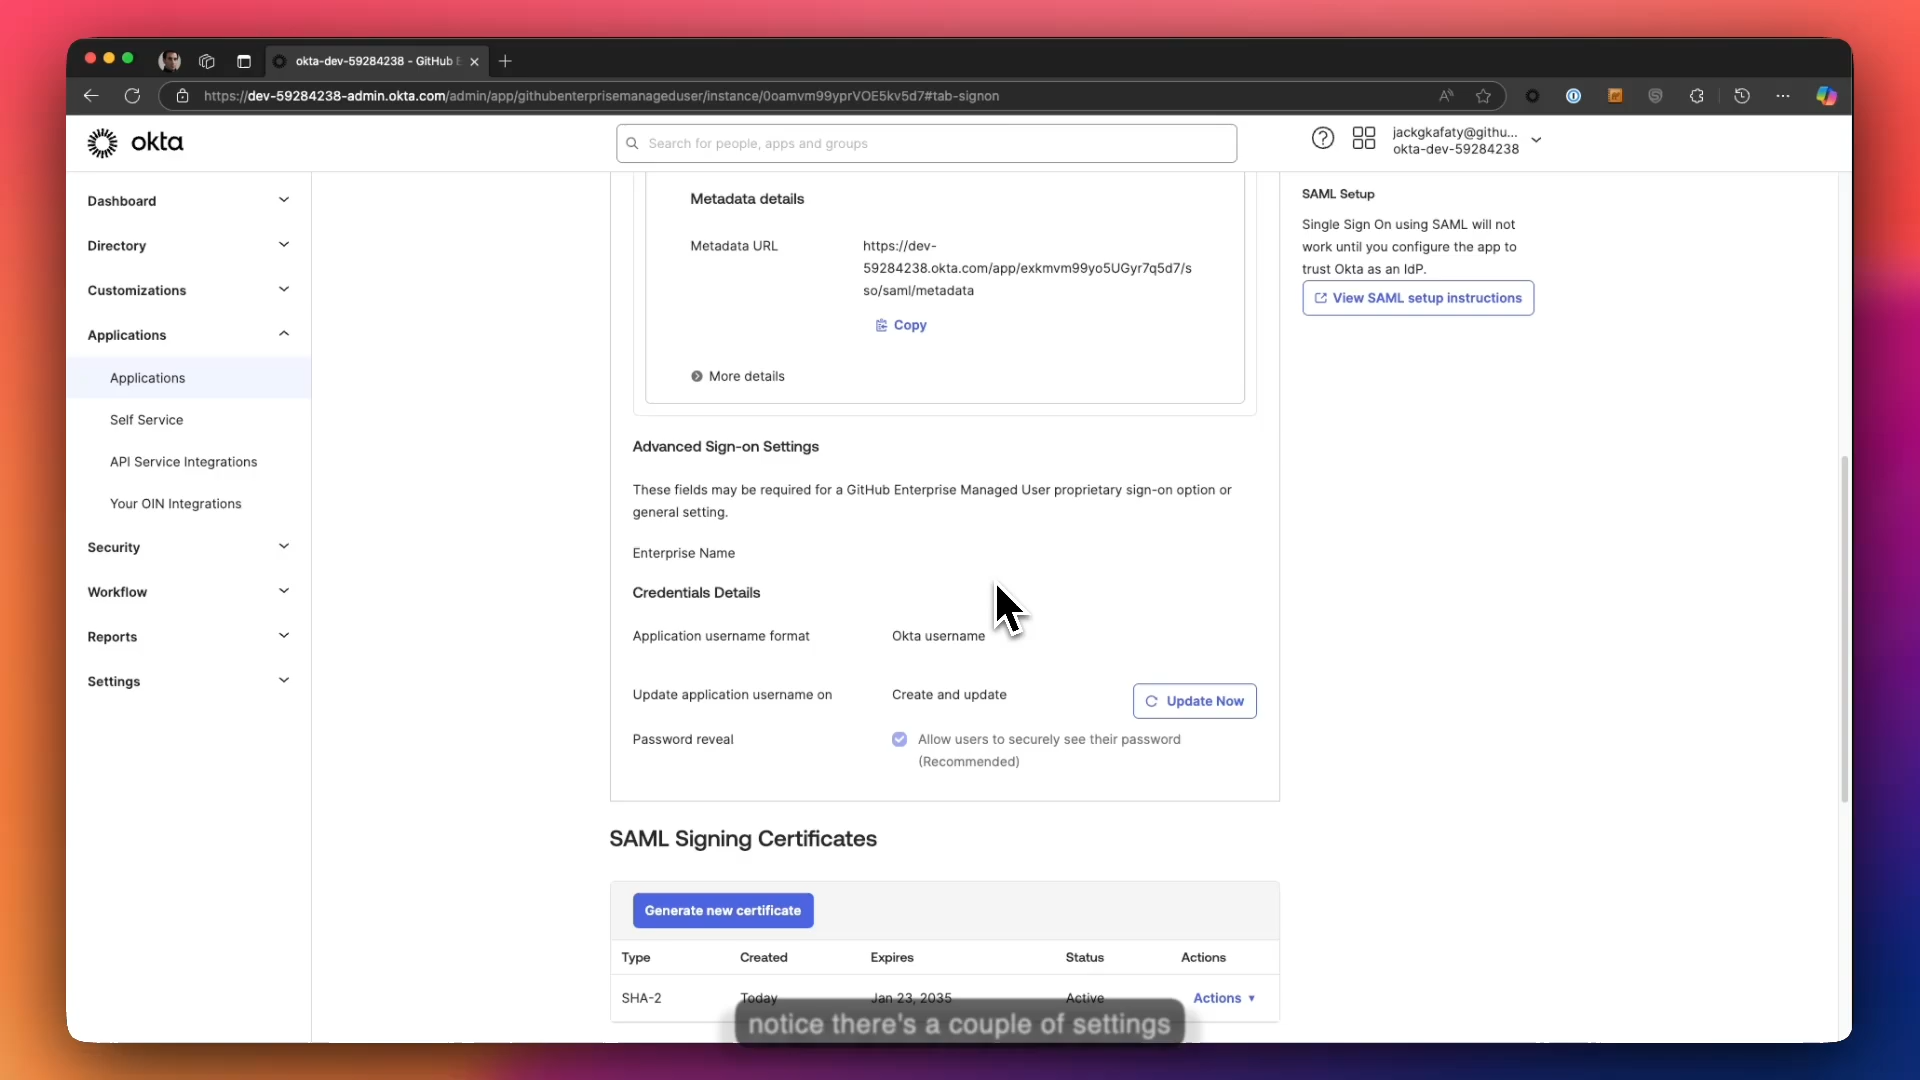 okta-dev-59284238 - GitHub E
https://dev-59284238-admin.okta.com/admin/app/githubenterprisemanageduser/instance/0oamvm99yprVOE5kv5d7#tab-signon
okta
Search for people, apps and groups
jackgkafaty@githu...
okta-dev-59284238
Dashboard
Directory
Customizations
Applications
Applications
Self Service
API Service Integrations
Your OIN Integrations
Security
Workflow
Reports
Settings
Metadata details
Metadata URL
https://dev-
59284238.okta.com/app/exkmvm99yo5UGyr7q5d7/s
so/saml/metadata
Copy
More details
Advanced Sign-on Settings
These fields may be required for a GitHub Enterprise Managed User proprietary sign-on option or
general setting.
Enterprise Name
Credentials Details
Application username format Okta username
Update application username on Create and update Update Now
Password reveal Allow users to securely see their password
(Recommended)
SAML Signing Certificates
Generate new certificate
Type Created Expires Status Actions
SHA-2 Today Jan 23, 2035 Active Actions
notice there's a couple of settings
SAML Setup
Single Sign On using SAML will not
work until you configure the app to
trust Okta as an IdP.
View SAML setup instructions